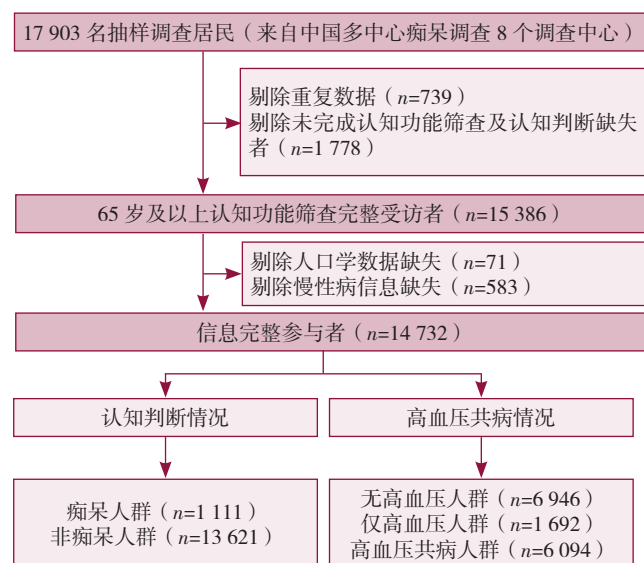 17 903 名抽样调查居民（来自中国多中心痴呆调查 8 个调查中心）
剔除重复数据（n=739）
剔除未完成认知功能筛查及认知判断缺失
者（n=1 778）
65 岁及以上认知功能筛查完整受访者（n=15 386）
剔除人口学数据缺失（n=71）
剔除慢性病信息缺失（n=583）
信息完整参与者（n=14 732）
认知判断情况
高血压共病情况
痴呆人群（n=1 111）
非痴呆人群（n=13 621）
无高血压人群（n=6 946）
仅高血压人群（n=1 692）
高血压共病人群（n=6 094）